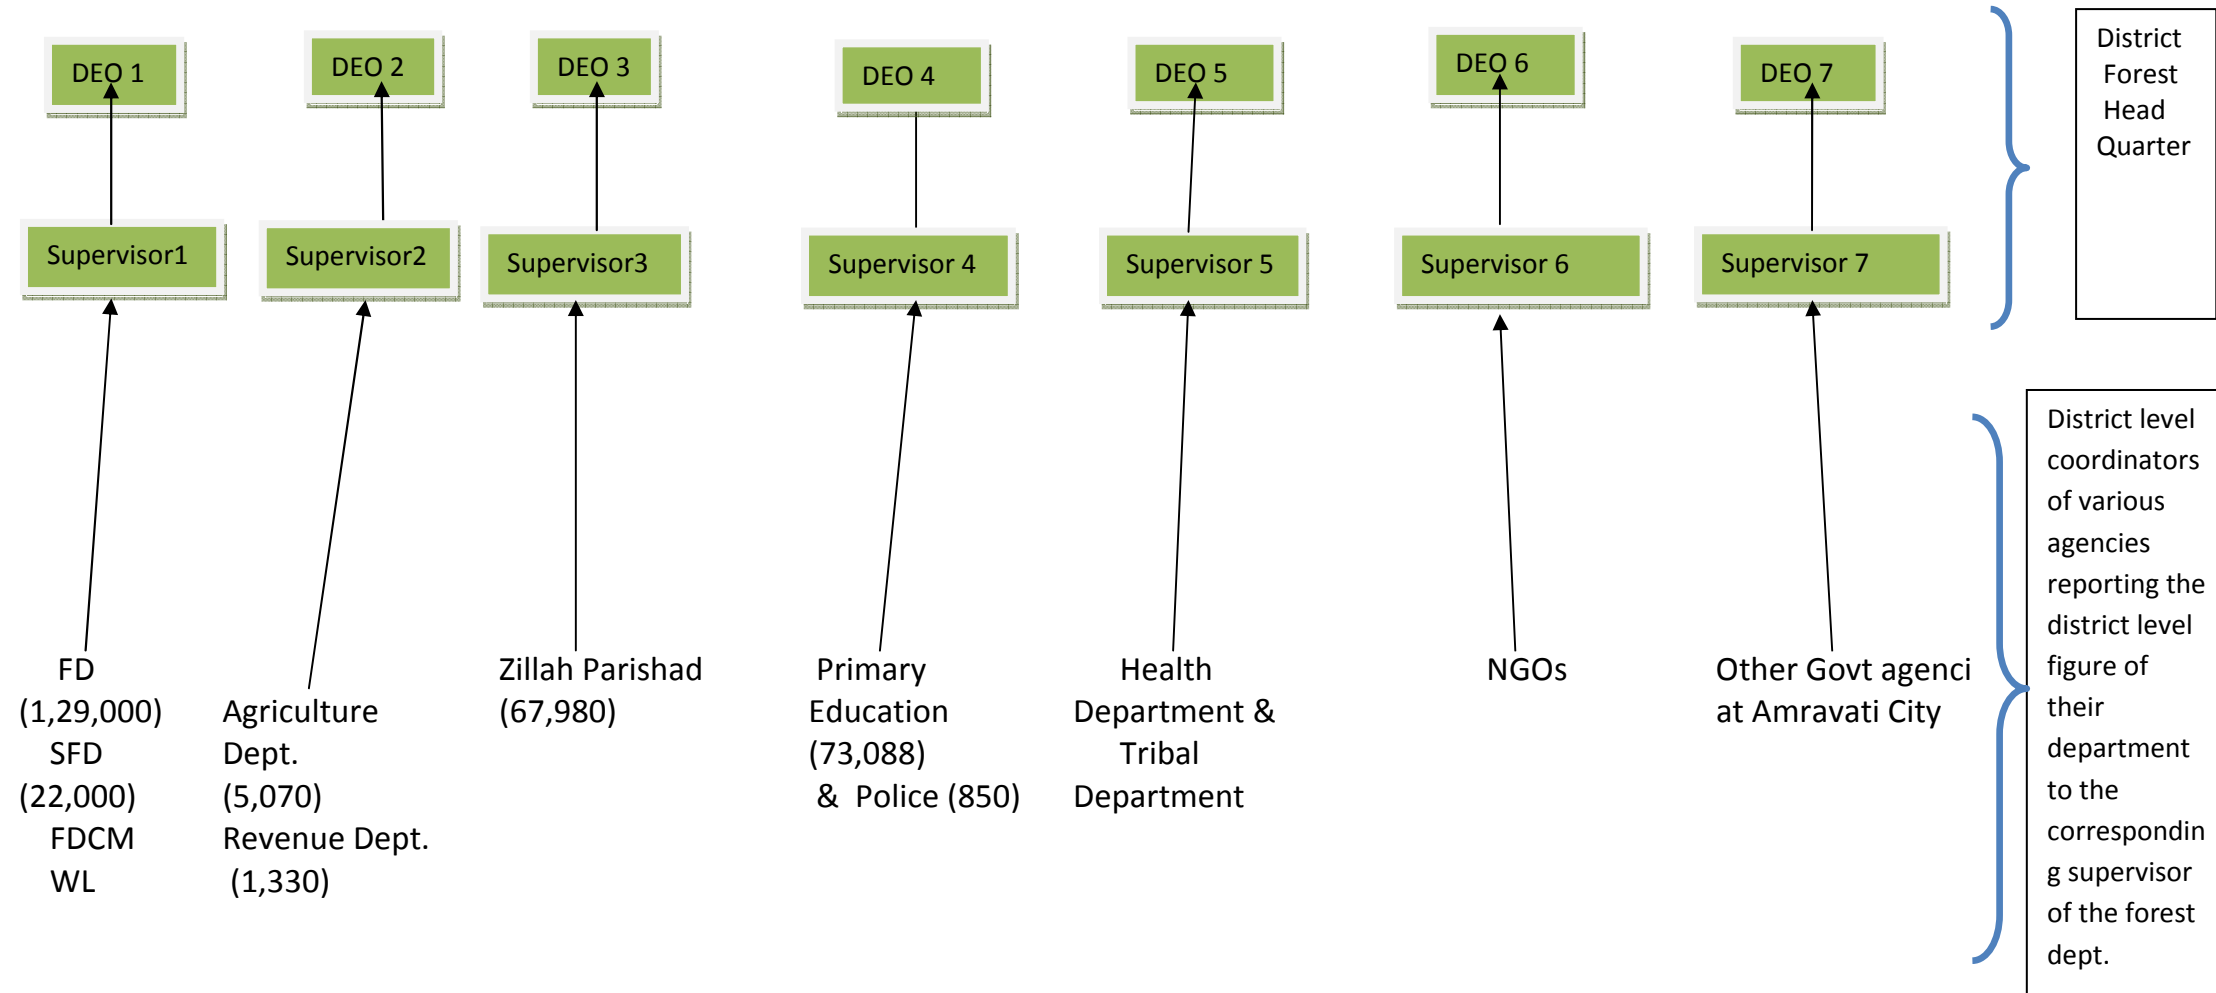 DEO 1
DEO 2
DEO 3
DEO 4
DEO 5
DEO 6
DEO 7
District
Forest
Head
Quarter
Supervisor1
Supervisor2
Supervisor3
Supervisor 4
Supervisor 5
Supervisor 6
Supervisor 7
FD
(1,29,000)
SFD
(22,000)
FDCM
WL
Agriculture
Dept.
(5,070)
Revenue Dept.
(1,330)
Zillah Parishad
(67,980)
Primary
Education
(73,088)
& Police (850)
Health
Department &
Tribal
Department
NGOs
Other Govt agenci
at Amravati City
District level
coordinators
of various
agencies
reporting the
district level
figure of
their
department
to the
correspondin
g supervisor
of the forest
dept.